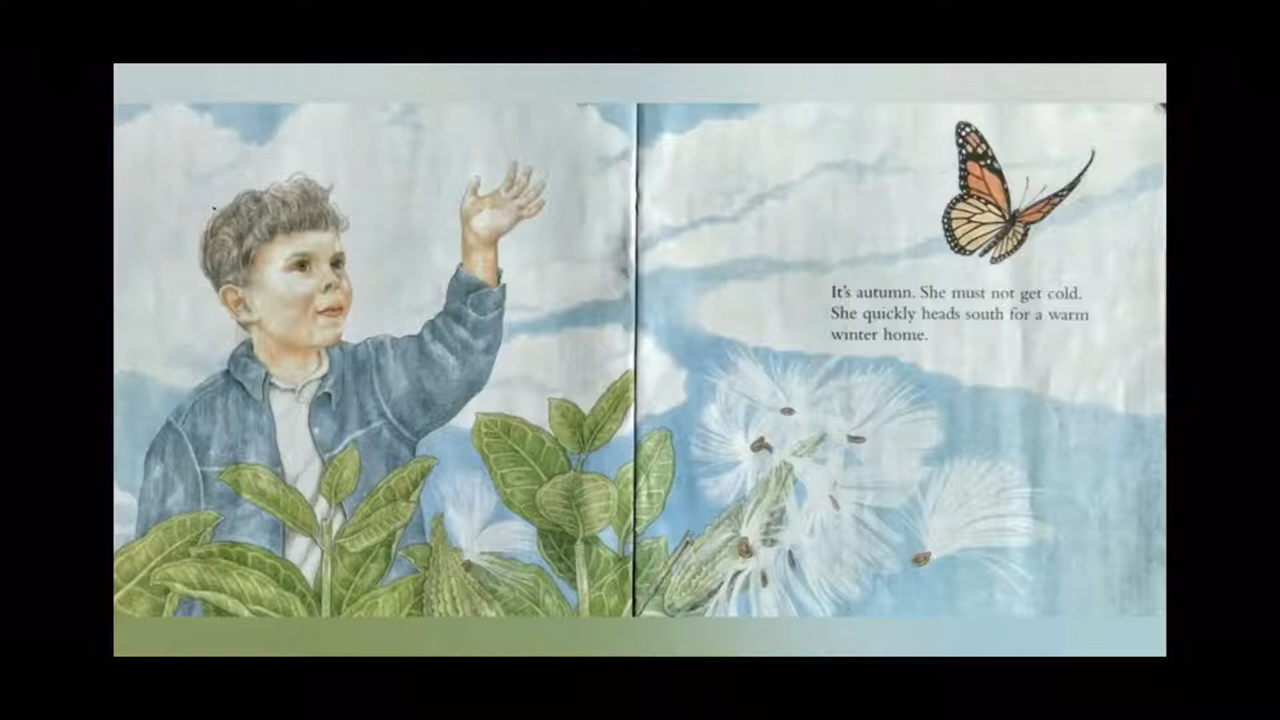 It's autumn. She must not get cold.
She quickly heads south for a warm
winter home.